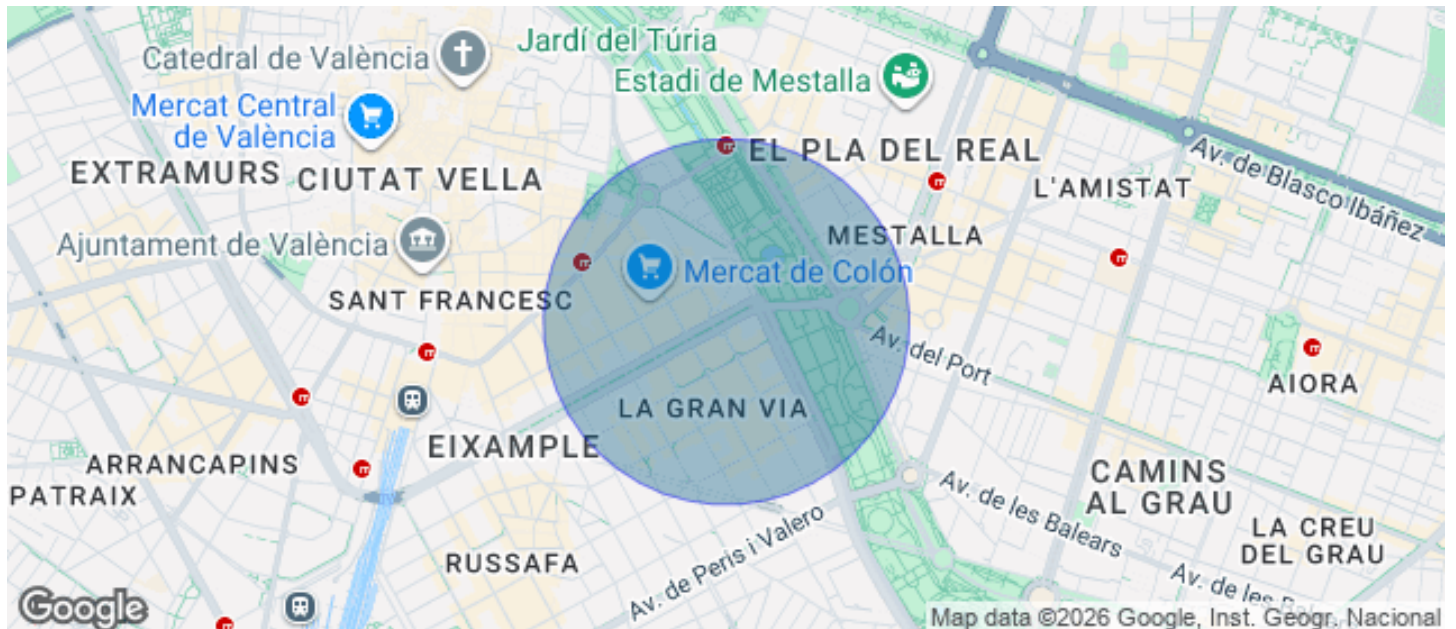 Catedral de València
Jardí del Túria
Estadi de Mestalla
Mercat Central
de València
EXTRAMURS
CIUTAT VELLA
EL PLA DEL REAL
L'AMISTAT
Av. de Blasco Ibáñez
Ajuntament de València
MESTALLA
Mercat de Colón
SANT FRANCESC
Av. del Port
AIORA
LA GRAN VIA
EIXAMPLE
ARRANCAPINS
PATRAIX
CAMINS
AL GRAU
Av. de les Balears
LA CREU
DEL GRAU
RUSSAFA
Av. de Peris i Valero
Av. de les
Google
Map data ©2026 Google, Inst. Geogr. Nacional